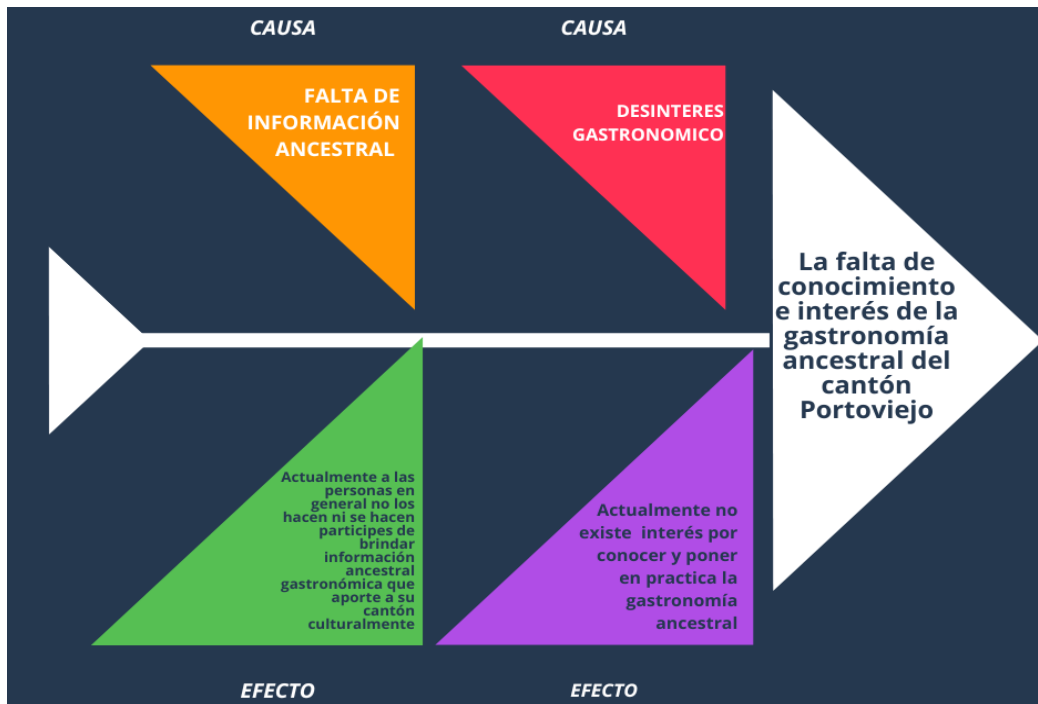 CAUSA
CAUSA
FALTA DE
INFORMACIÓN
ANCESTRAL
DESINTERES
GASTRONOMICO
La falta de
conocimiento
e interés de la
gastronomía
ancestral del
cantón
Portoviejo
Actualmente a las
personas en
general no los
hacen ni se hacen
participes de
brindar
información
ancestral
gastronómica que
aporte a su
cantón
culturalmente
Actualmente no
existe interés por
conocer y poner
en practica la
gastronomía
ancestral
EFECTO
EFECTO